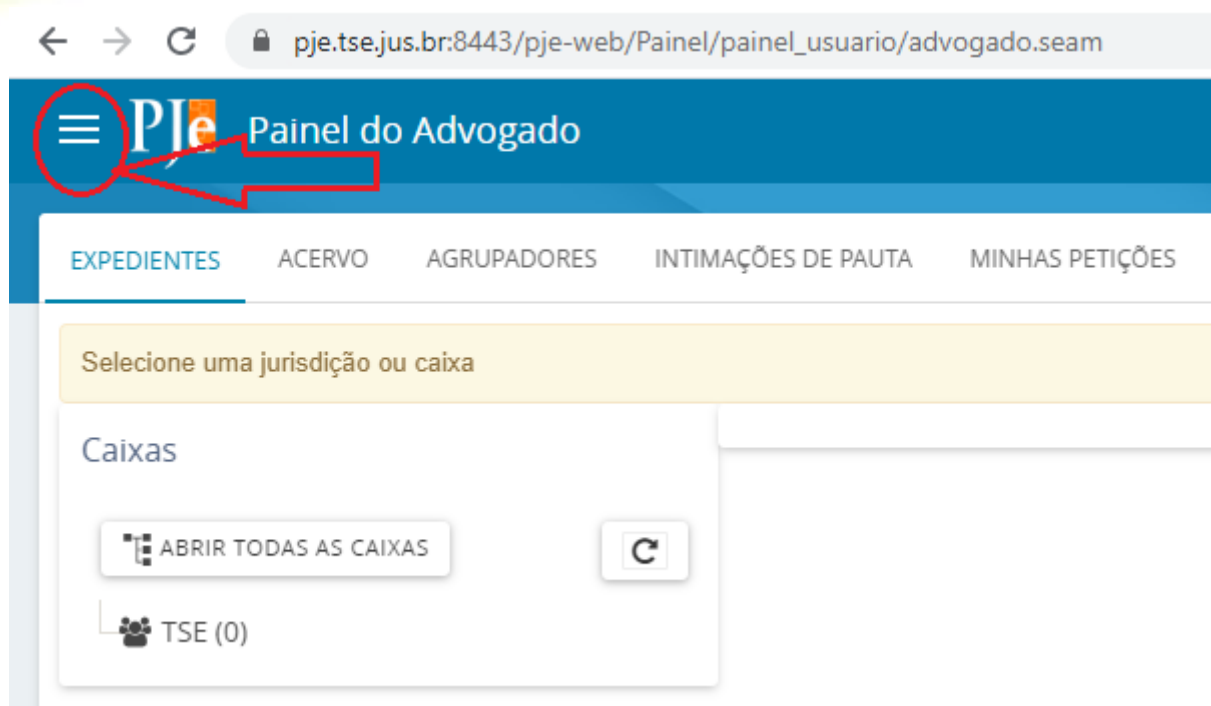 pje.tse.jus.br:8443/pje-web/Painel/painel_usuario/advogado.seam
PJe Painel do Advogado
EXPEDIENTES ACERVO AGRUPADORES INTIMAÇÕES DE PAUTA MINHAS PETIÇÕES
Selecione uma jurisdição ou caixa
Caixas
ABRIR TODAS AS CAIXAS
TSE (0)